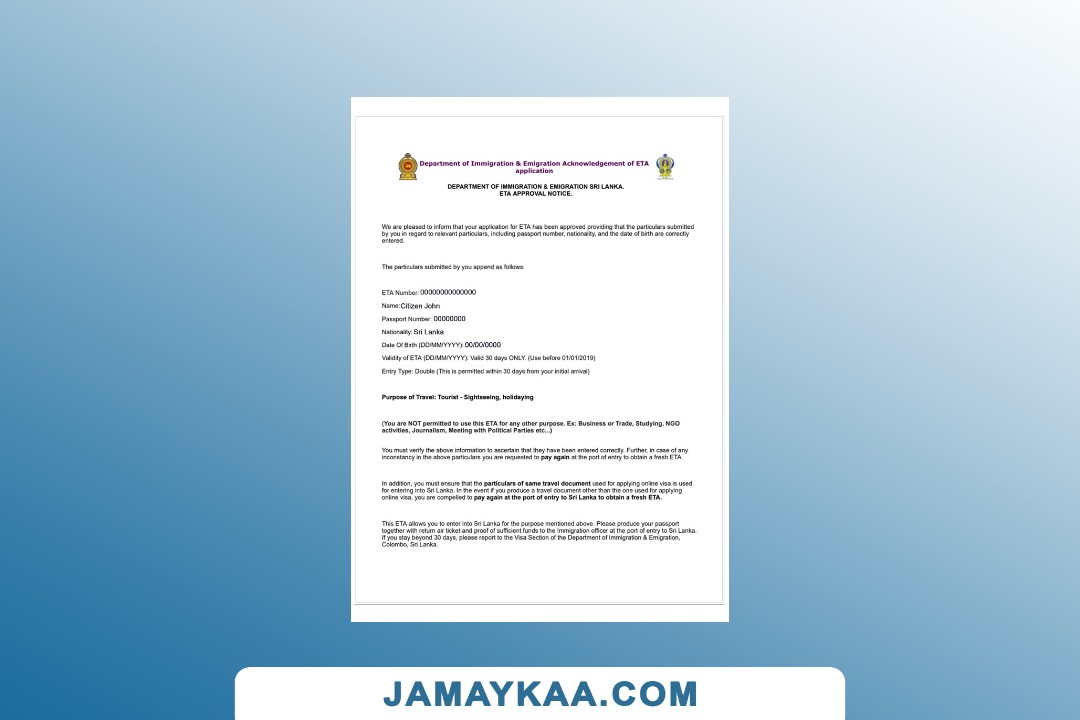 Department of Immigration & Emigration Acknowledgement of ETA
application
DEPARTMENT OF IMMIGRATION & EMIGRATION SRI LANKA.
ETA APPROVAL NOTICE.
We are pleased to inform that your application for ETA has been approved providing that the particulars submitted
by you in regard to relevant particulars, including passport number, nationality, and the date of birth are correctly
entered.
The particulars submitted by you append as follows:
ETA Number: 00000000000000
Name:Citizen John
Passport Number: 00000000
Nationality: Sri Lanka
Date Of Birth (DD/MM/YYYY): 00/00/0000
Validity of ETA (DD/MM/YYYY): Valid 30 days ONLY. (Use before 01/01/2019)
Entry Type: Double (This is permitted within 30 days from your initial arrival)
Purpose of Travel: Tourist - Sightseeing, holidaying
(You are NOT permitted to use this ETA for any other purpose. Ex: Business or Trade, Studying, NGO
activities, Journalism, Meeting with Political Parties etc...)
You must verify the above information to ascertain that they have been entered correctly. Further, in case of any
inconstancy in the above particulars you are requested to pay again at the port of entry to obtain a fresh ETA.
In addition, you must ensure that the particulars of same travel document used for applying online visa is used
for entering into Sri Lanka. In the event if you produce a travel document other than the one used for applying
online visa, you are compelled to pay again at the port of entry to Sri Lanka to obtain a fresh ETA.
This ETA allows you to enter into Sri Lanka for the purpose mentioned above. Please produce your passport
together with return air ticket and proof of sufficient funds to the Immigration officer at the port of entry to Sri Lanka.
If you stay beyond 30 days, please report to the Visa Section of the Department of Immigration & Emigration,
Colombo, Sri Lanka.
JAMAYKAA.COM